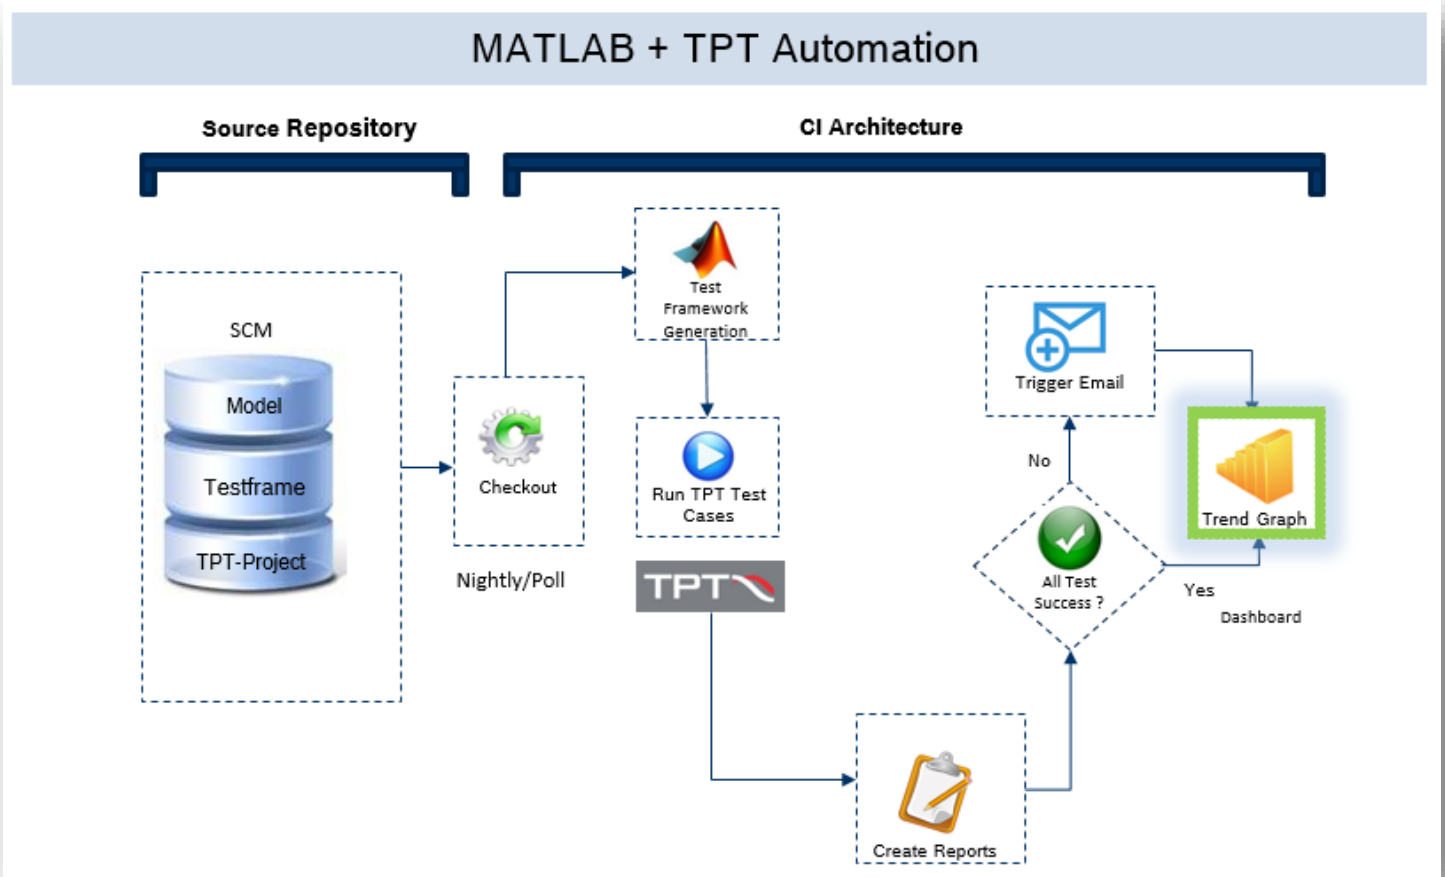 MATLAB + TPT Automation
Source Repository
CI Architecture
SCM
Model
Testframe
TPT-Project
Checkout
Nightly/Poll
Test
Framework
Generation
Run TPT Test
Cases
TPT
Create Reports
All Test
Success ?
No
Yes
Trigger Email
Trend Graph
Dashboard